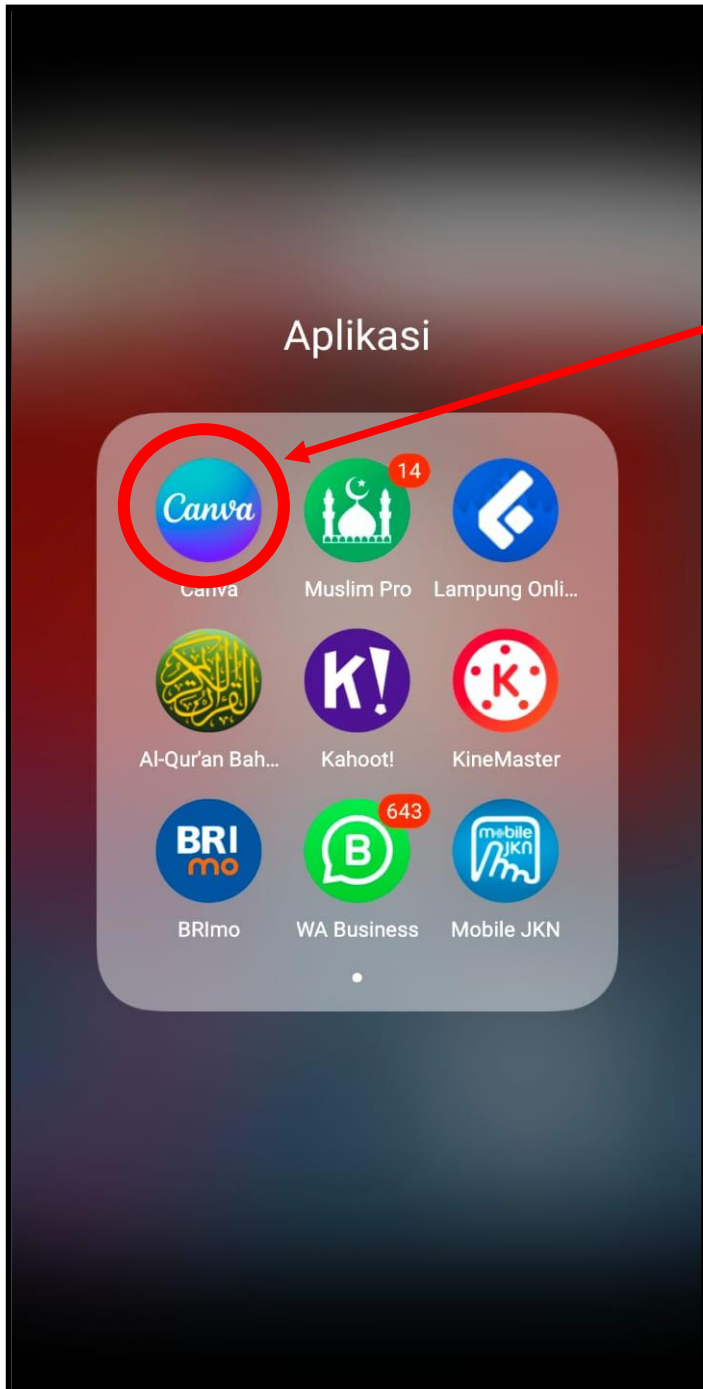 Aplikasi
Canva
14
Canva
Muslim Pro
Lampung Onli...
K!
K
Al-Qur'an Bah...
Kahoot!
KineMaster
BRI
mo
643
B
mobile
JKN
BRImo
WA Business
Mobile JKN